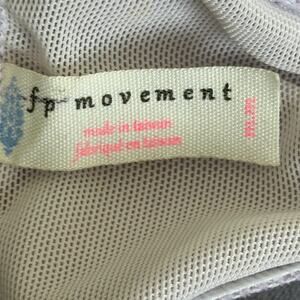 fp movement
made in taiwan
fabriqué en taiwan
m.m